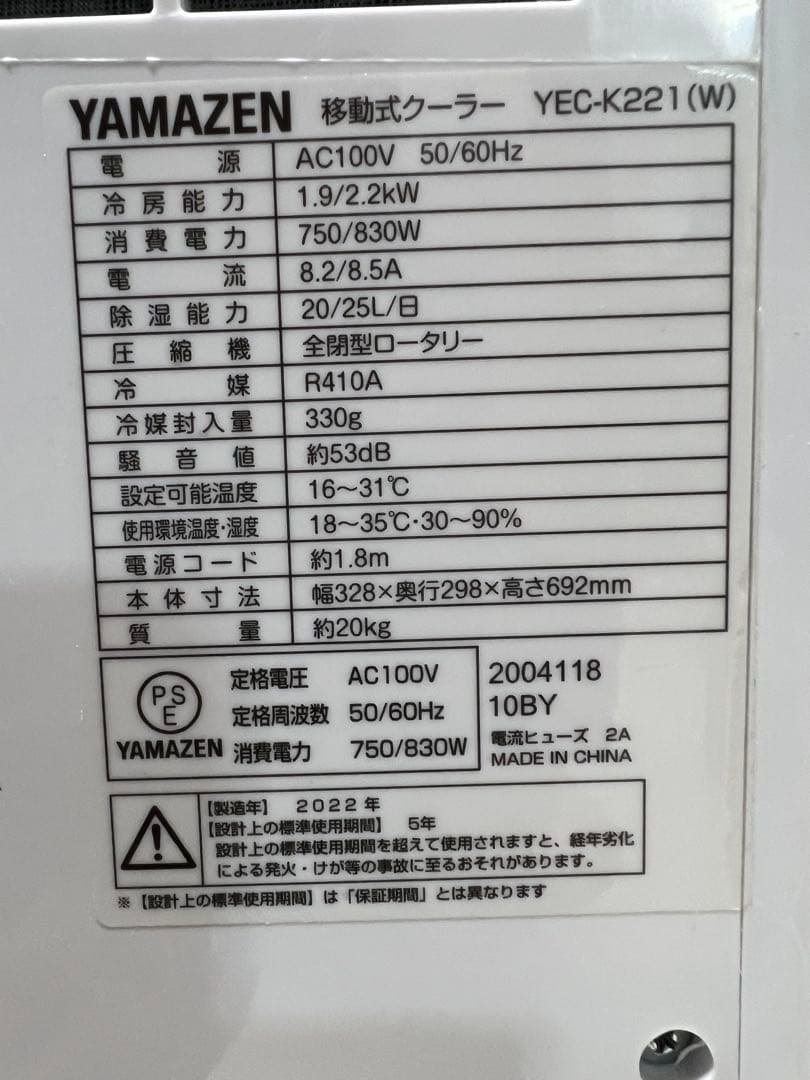 YAMAZEN 移動式クーラー YEC-K221(W)
電源 AC100V 50/60Hz
冷房能力 1.9/2.2kW
消費電力 750/830W
電流 8.2/8.5A
除湿能力 20/25L/日
圧縮機 全閉型ロータリー
冷媒 R410A
冷媒封入量 330g
騒音値 約53dB
設定可能温度 16～31℃
使用環境温度・湿度 18～35℃・30～90%
電源コード 約1.8m
本体寸法 幅328×奥行298×高さ692mm
質量 約20kg
PSE
YAMAZEN
定格電圧 AC100V
定格周波数 50/60Hz
消費電力 750/830W
2004118
10BY
電流ヒューズ 2A
MADE IN CHINA
【製造年】 2022年
【設計上の標準使用期間】 5年
設計上の標準使用期間を超えて使用されますと、経年劣化
による発火・けが等の事故に至るおそれがあります。
※【設計上の標準使用期間】は「保証期間」とは異なります